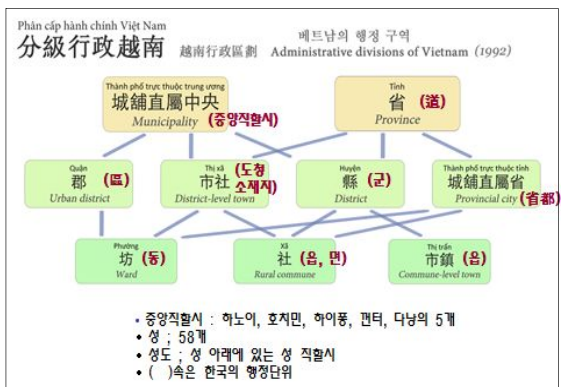 Phân cấp hành chính Việt Nam
分級行政越南 越南行政區劃
베트남의 행정 구역
Administrative divisions of Vietnam (1992)
Thành phố trực thuộc trung ương
城舖直屬中央
Municipality (중앙직할시)
Tỉnh
省 (道)
Province
Quận
郡 (區)
Urban district
Thị xã
市社 (도청 소재지)
District-level town
Huyện
縣 (군)
District
Thành phố trực thuộc tỉnh
城舖直屬省
Provincial city (省都)
Phường
坊 (동)
Ward
Xã
社 (읍, 면)
Rural commune
Thị trấn
市鎮 (읍)
Commune-level town
• 중앙직할시 : 하노이, 호치민, 하이퐁, 껀터, 다낭의 5개
• 성 ; 58개
• 성도 ; 성 아래에 있는 성 직할시
• ( )속은 한국의 행정단위